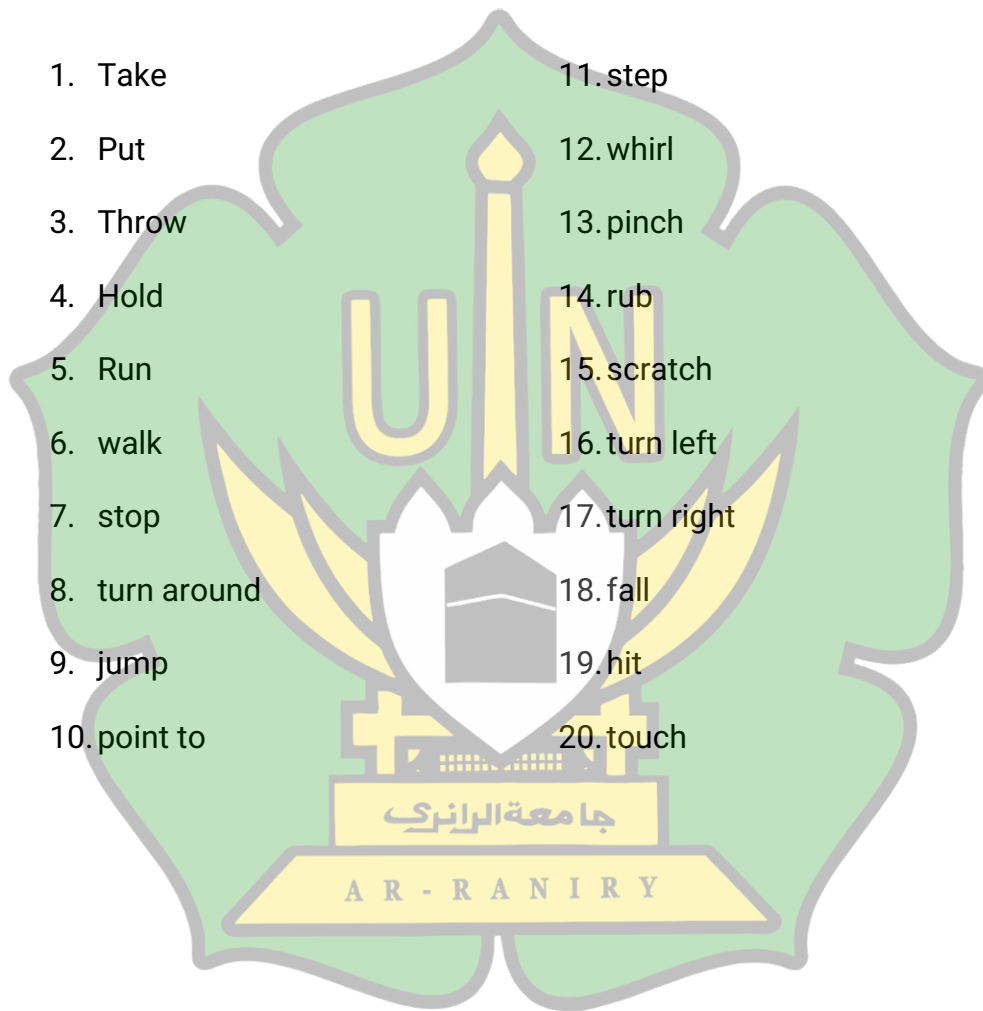 1. Take
2. Put
3. Throw
4. Hold
5. Run
6. walk
7. stop
8. turn around
9. jump
10. point to
11. step
12. whirl
13. pinch
14. rub
15. scratch
16. turn left
17. turn right
18. fall
19. hit
20. touch
UIN
جامعة الرانري
AR-RANIRY